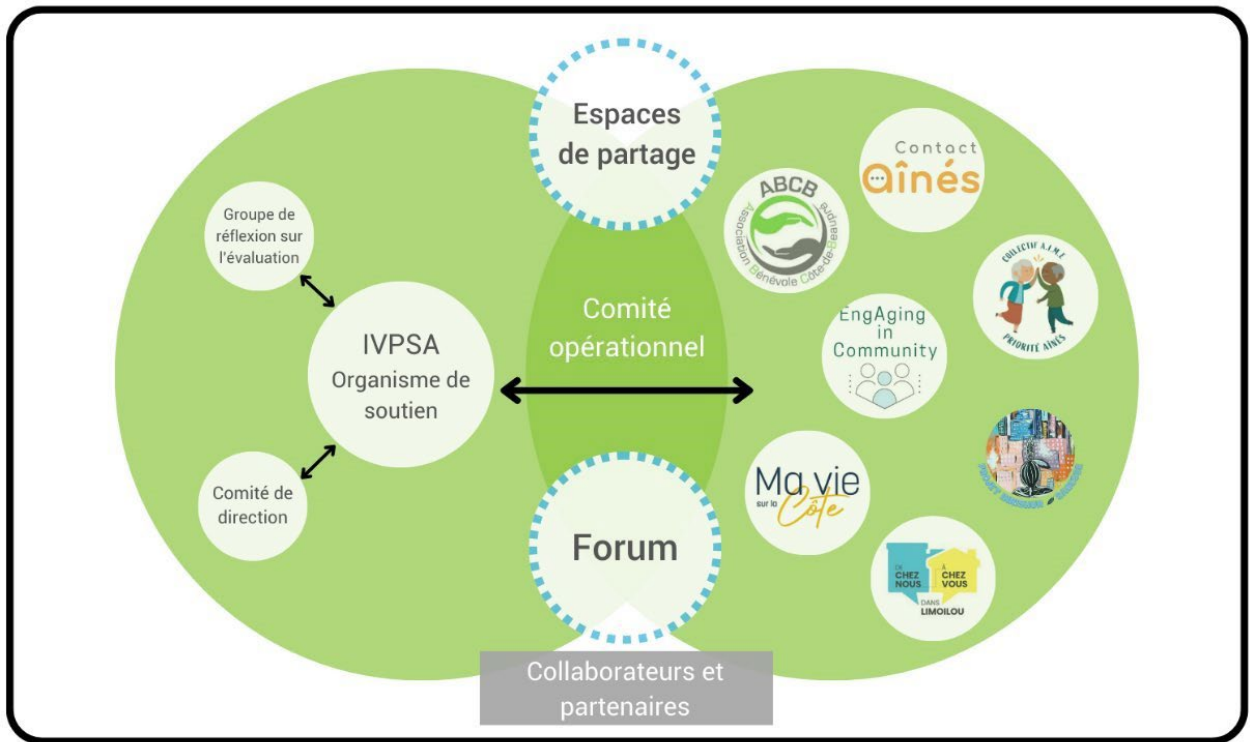 Espaces
de partage
Groupe de
réflexion sur
l'évaluation
IVPSA
Organisme de
soutien
Comité de
direction
Comité
opérationnel
Forum
Collaborateurs et
partenaires
Contact
aînés
ABCB
Association Bénévole Côte-de-Beaupré
COLLECTIF A.I.M.E
PRIORITÉ AÎNÉS
EngAging
in
Community
Ma vie
sur la
Côte
DE
CHEZ
NOUS
À
CHEZ
VOUS
DANS
LIMOILOU